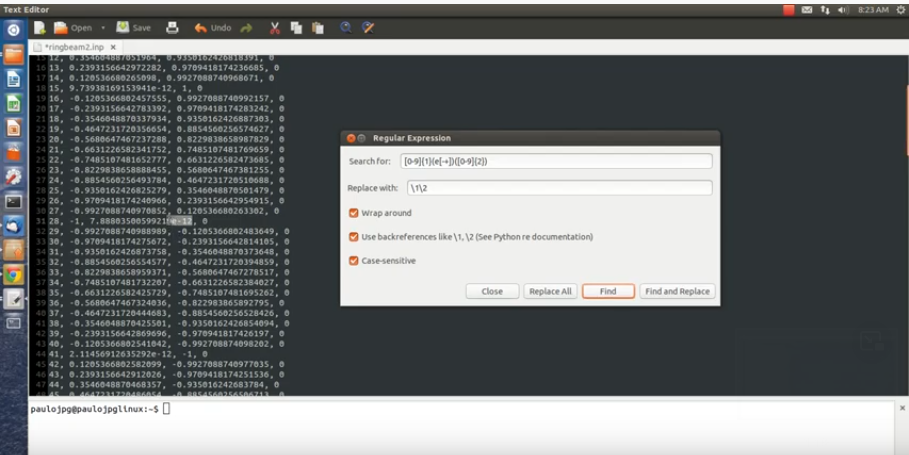 Text Editor
8:23 AM
Open
Save
Undo
*ringbeam2.inp x
15 12, 0.354604887051964, 0.9350162426818391, 0
16 13, 0.2393156642972282, 0.9709418174236685, 0
17 14, 0.120536680265098, 0.9927088740968671, 0
18 15, 9.73938169153941e-12, 1, 0
19 16, -0.1205366802457555, 0.9927088740992157, 0
20 17, -0.2393156642783392, 0.9709418174283242, 0
21 18, -0.3546048870337934, 0.9350162426887303, 0
22 19, -0.4647231720356654, 0.8854560256574627, 0
23 20, -0.5680647467237288, 0.8229838658987829, 0
24 21, -0.6631226582341752, 0.7485107481769659, 0
25 22, -0.7485107481652777, 0.6631226582473685, 0
26 23, -0.8229838658888455, 0.5680647467381255, 0
27 24, -0.8854560256493784, 0.4647231720510688, 0
28 25, -0.9350162426825279, 0.3546048870501479, 0
29 26, -0.9709418174240966, 0.2393156642954915, 0
30 27, -0.9927088740970852, 0.120536680263302, 0
31 28, -1, 7.8880350059921e-12, 0
32 29, -0.9927088740988989, -0.1205366802483649, 0
33 30, -0.9709418174275672, -0.2393156642814105, 0
34 31, -0.9350162426873758, -0.3546048870373648, 0
35 32, -0.8854560256554577, -0.4647231720394859, 0
36 33, -0.8229838658959371, -0.5680647467278517, 0
37 34, -0.7485107481732207, -0.6631226582384027, 0
38 35, -0.6631226582425729, -0.7485107481695262, 0
39 36, -0.5680647467324036, -0.822983865892795, 0
40 37, -0.4647231720444683, -0.8854560256528426, 0
41 38, -0.3546048870425501, -0.9350162426854094, 0
42 39, -0.2393156642869696, -0.970941817426197, 0
43 40, -0.1205366802541042, -0.9927088740098202, 0
44 41, 2.11456912635292e-12, -1, 0
45 42, 0.1205366802582099, -0.9927088740977035, 0
46 43, 0.2393156642912026, -0.9709418174251536, 0
47 44, 0.3546048870468357, -0.935016242683784, 0
Regular Expression
Search for: [0-9]{1}(e[-+])([0-9]{2})
Replace with: \1\2
Wrap around
Use backreferences like \1, \2 (See Python re documentation)
Case-sensitive
Close Replace All Find Find and Replace
paulojpg@paulojpglinux:~$